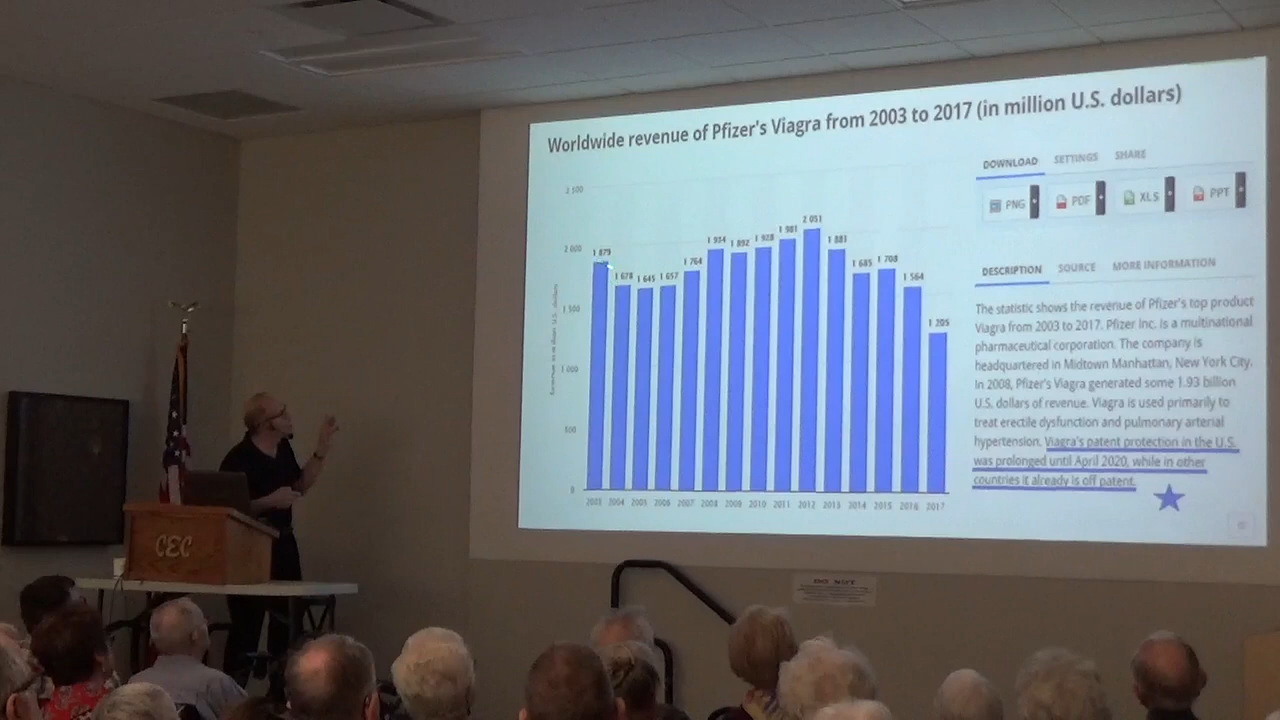 Worldwide revenue of Pfizer's Viagra from 2003 to 2017 (in million U.S. dollars)
DOWNLOAD SETTINGS SHARE
PNG PDF XLS PPT
2 500
2 000
1 500
1 000
500
0
1 879 1 678 1 645 1 657 1 764 1 934 1 892 1 928 1 981 2 051 1 881 1 685 1 708 1 564 1 205
2003 2004 2005 2006 2007 2008 2009 2010 2011 2012 2013 2014 2015 2016 2017
DESCRIPTION SOURCE MORE INFORMATION
The statistic shows the revenue of Pfizer's top product
Viagra from 2003 to 2017. Pfizer Inc. is a multinational
pharmaceutical corporation. The company is
headquartered in Midtown Manhattan, New York City.
In 2008, Pfizer's Viagra generated some 1.93 billion
U.S. dollars of revenue. Viagra is used primarily to
treat erectile dysfunction and pulmonary arterial
hypertension. Viagra's patent protection in the U.S.
was prolonged until April 2020, while in other
countries it already is off patent.
CEC
DO NOT